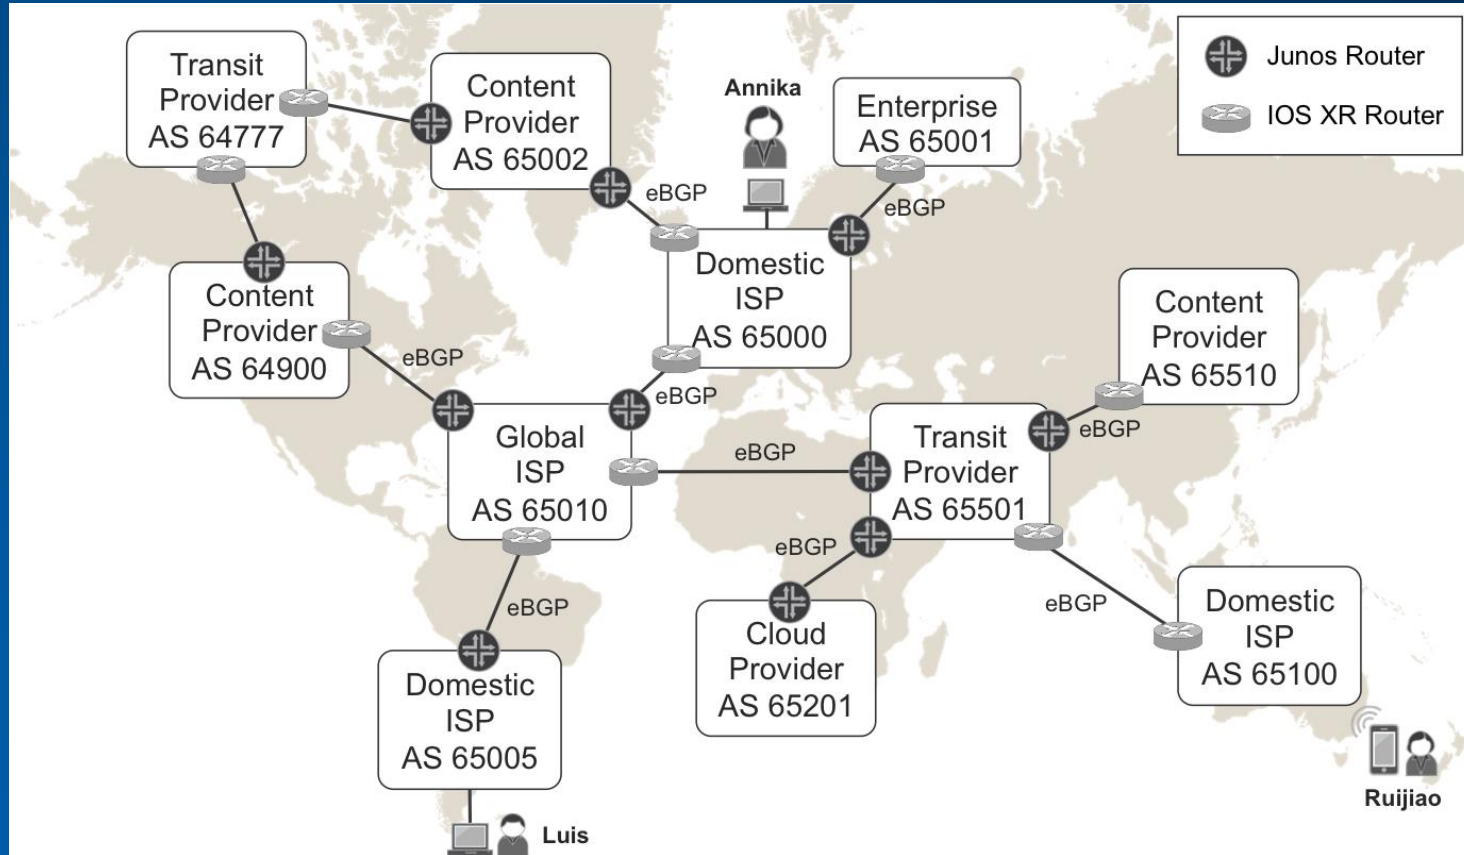 Transit
Provider
AS 64777
Content
Provider
AS 65002
Annika
Enterprise
AS 65001
Junos Router
IOS XR Router
eBGP
eBGP
Domestic
ISP
AS 65000
Content
Provider
AS 64900
eBGP
eBGP
Content
Provider
AS 65510
eBGP
Global
ISP
AS 65010
eBGP
Transit
Provider
AS 65501
eBGP
eBGP
eBGP
Domestic
ISP
AS 65005
Cloud
Provider
AS 65201
Domestic
ISP
AS 65100
Luis
Ruijiao